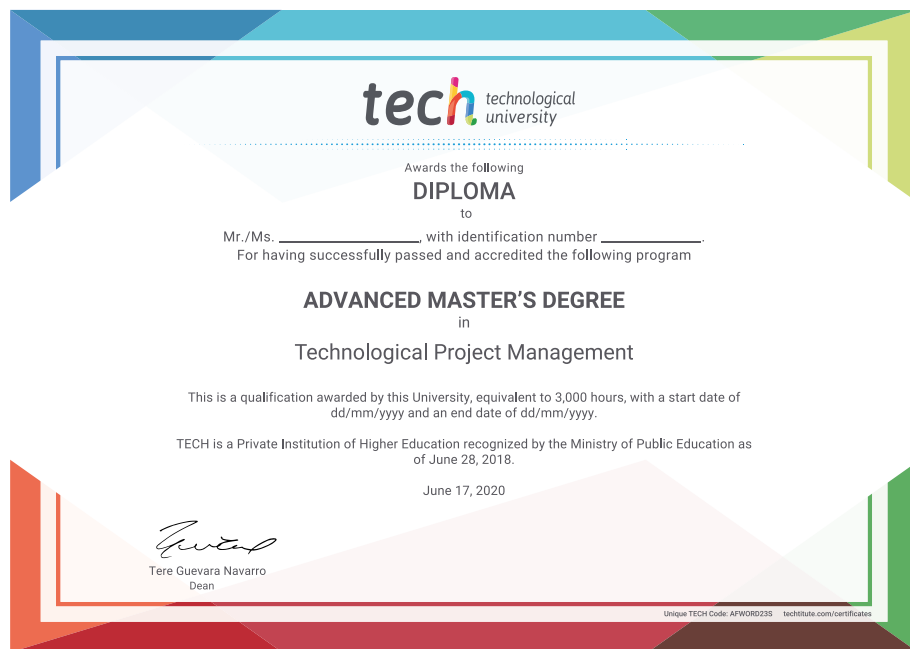 tech technological
university
Awards the following
DIPLOMA
to
Mr./Ms. ____________, with identification number ____________.
For having successfully passed and accredited the following program
ADVANCED MASTER'S DEGREE
in
Technological Project Management
This is a qualification awarded by this University, equivalent to 3,000 hours, with a start date of
dd/mm/yyyy and an end date of dd/mm/yyyy.
TECH is a Private Institution of Higher Education recognized by the Ministry of Public Education as
of June 28, 2018.
June 17, 2020
Tere Guevara Navarro
Dean
Unique TECH Code: AFWORD23S techtitute.com/certificates